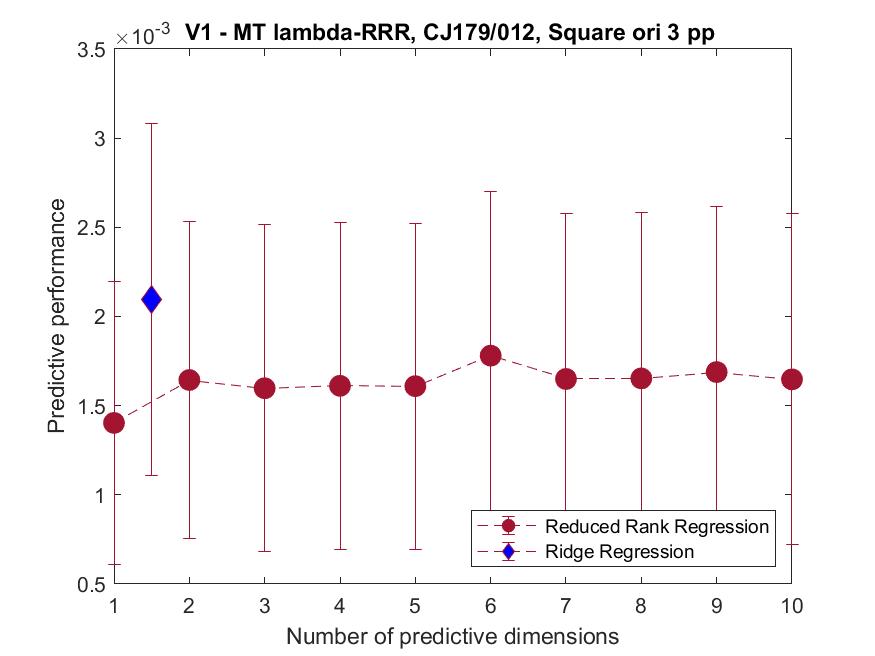 ×10-3
V1 - MT lambda-RRR, CJ179/012, Square ori 3 pp
3.5
3
2.5
2
1.5
1
0.5
Predictive performance
1 2 3 4 5 6 7 8 9 10
Number of predictive dimensions
Reduced Rank Regression
Ridge Regression